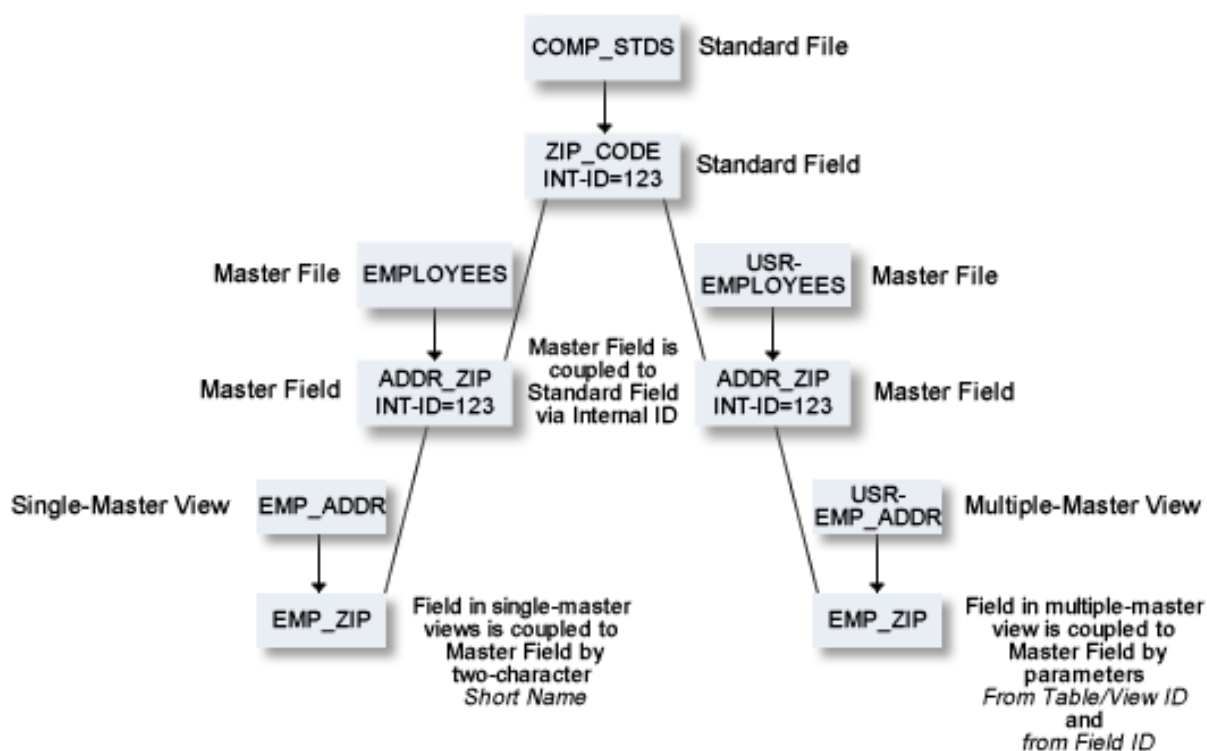 COMP_STDS
Standard File
ZIP_CODE
INT-ID=123
Standard Field
Master File
EMPLOYEES
USR-
EMPLOYEES
Master File
Master Field
ADDR_ZIP
INT-ID=123
Master Field is
coupled to
Standard Field
via Internal ID
ADDR_ZIP
INT-ID=123
Master Field
Single-Master View
EMP_ADDR
USR-
EMP_ADDR
Multiple-Master View
EMP_ZIP
Field in single-master
views is coupled to
Master Field by
two-character
Short Name
EMP_ZIP
Field in multiple-master
view is coupled to
Master Field by
parameters
From Table/View ID
and
from Field ID